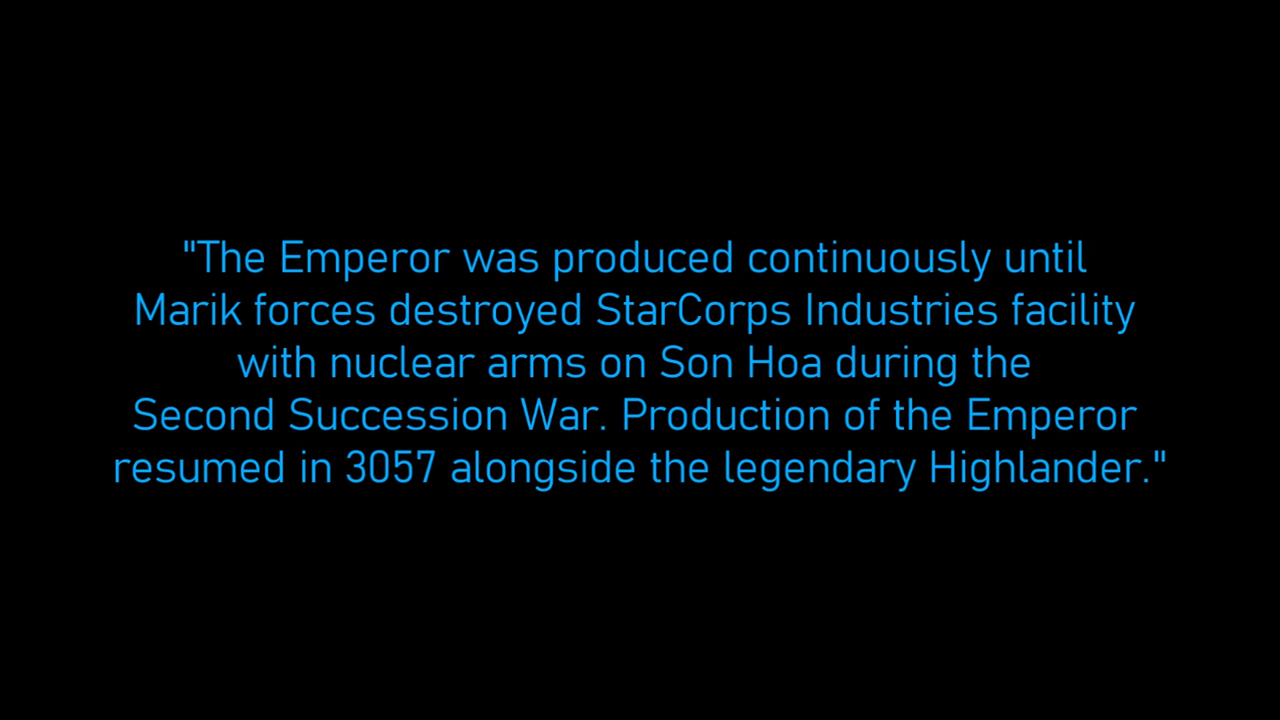 "The Emperor was produced continuously until
Marik forces destroyed StarCorps Industries facility
with nuclear arms on Son Hoa during the
Second Succession War. Production of the Emperor
resumed in 3057 alongside the legendary Highlander."